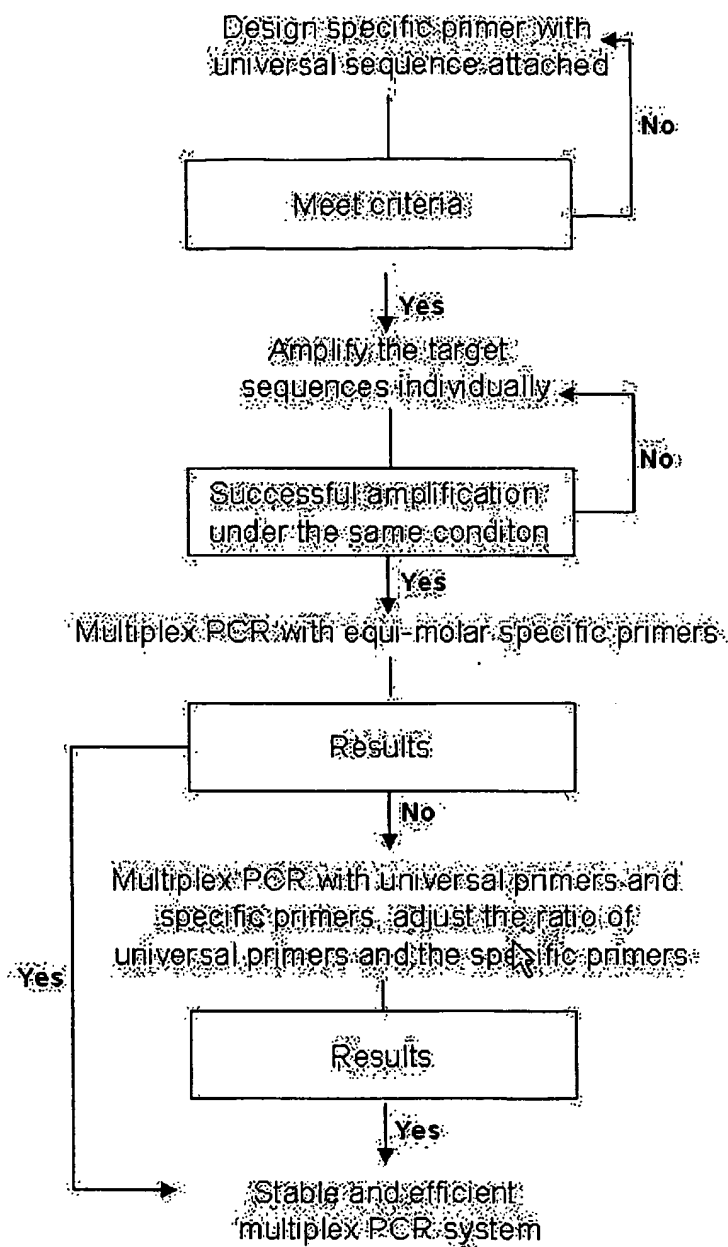 Design specific primer with
universal sequence attached
No
Meet criteria
Yes
Amplify the target
sequences individually
No
Successful amplification
under the same conditon
Yes
Multiplex PCR with equi-molar specific primers
Results
No
Multiplex PCR with universal primers and
specific primers, adjust the ratio of
universal primers and the specific primers
Yes
Results
Yes
Stable and efficient
multiplex PCR system